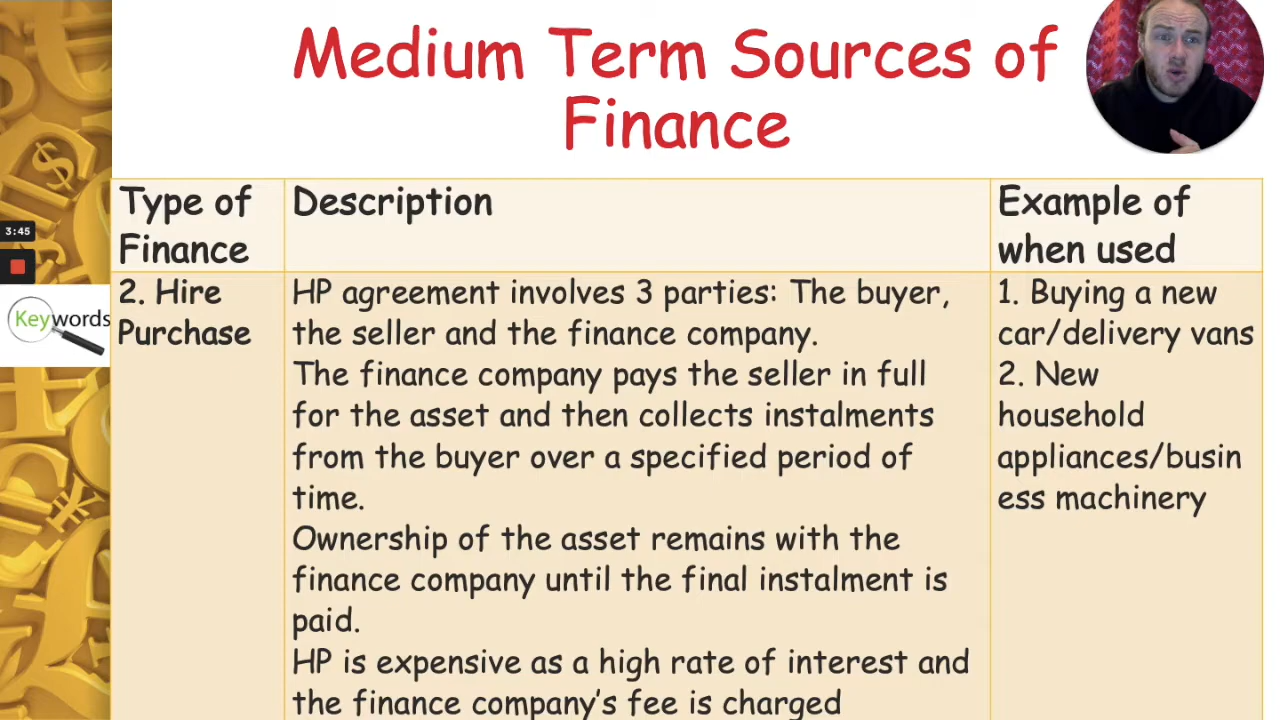 Medium Term Sources of
Finance
Type of
Finance
Description
Example of
when used
3:45
Keywords
2. Hire
Purchase
HP agreement involves 3 parties: The buyer,
the seller and the finance company.
The finance company pays the seller in full
for the asset and then collects instalments
from the buyer over a specified period of
time.
Ownership of the asset remains with the
finance company until the final instalment is
paid.
HP is expensive as a high rate of interest and
the finance company's fee is charged
1. Buying a new
car/delivery vans
2. New
household
appliances/busin
ess machinery